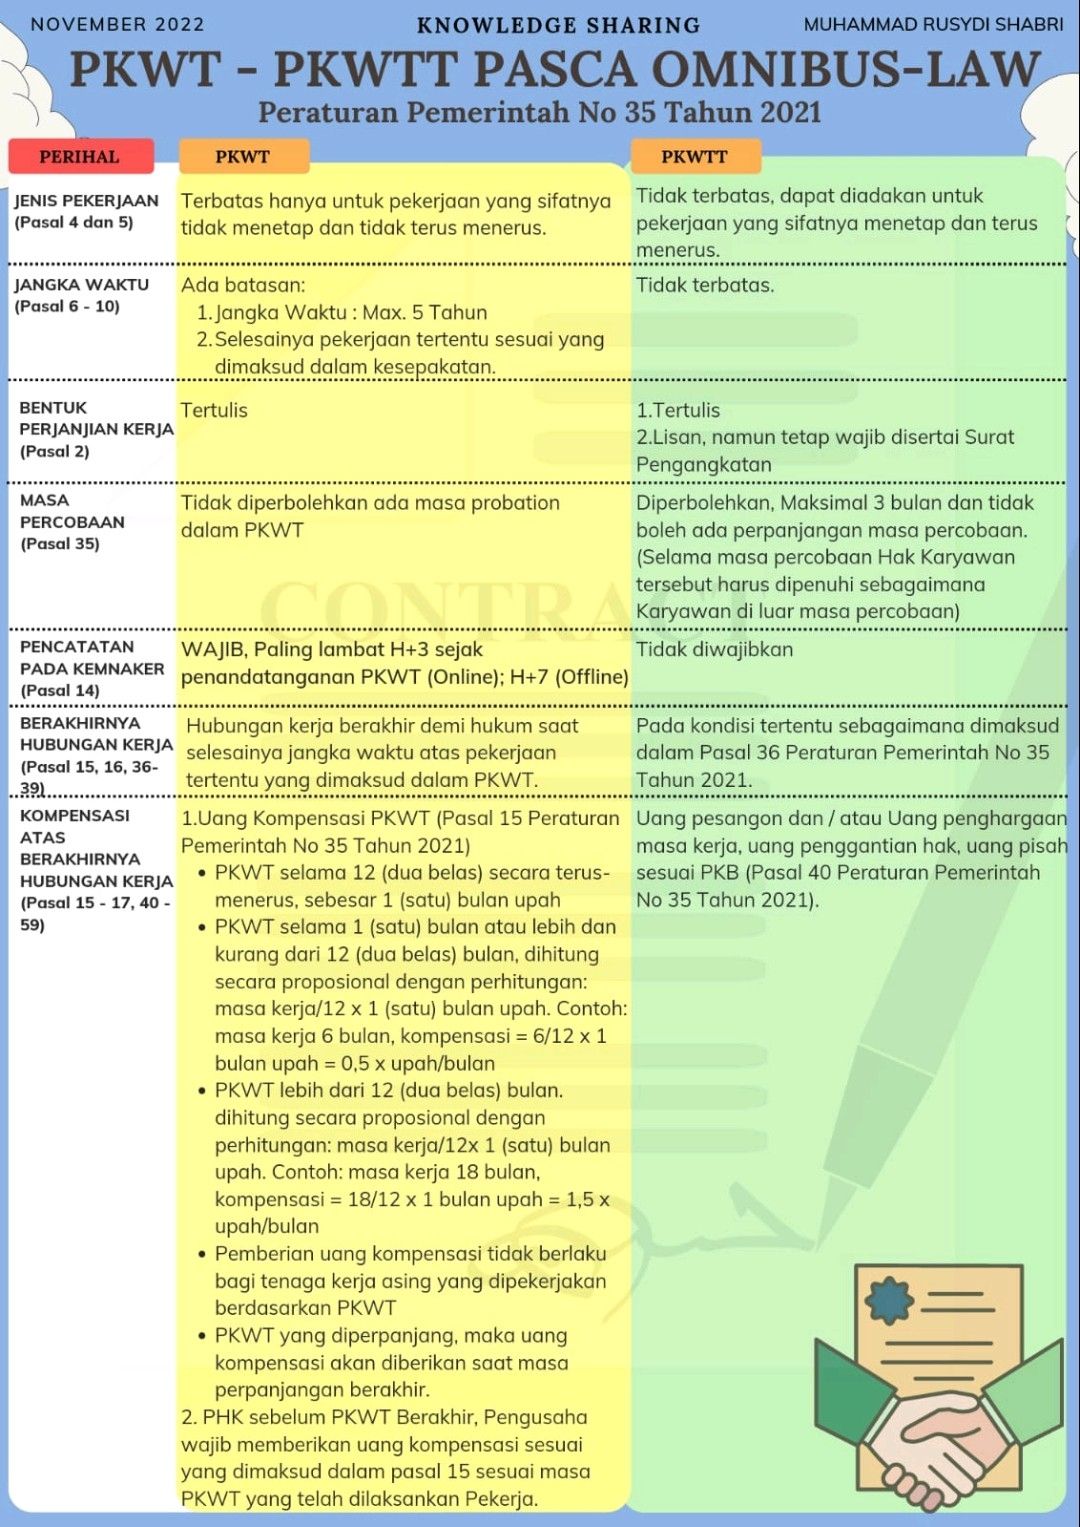 NOVEMBER 2022
KNOWLEDGE SHARING
MUHAMMAD RUSYDI SHABRI
PKWT - PKWTT PASCA OMNIBUS-LAW
Peraturan Pemerintah No 35 Tahun 2021
PERIHAL
PKWT
PKWTT
JENIS PEKERJAAN
(Pasal 4 dan 5)
Terbatas hanya untuk pekerjaan yang sifatnya
tidak menetap dan tidak terus menerus.
Tidak terbatas, dapat diadakan untuk
pekerjaan yang sifatnya menetap dan terus
menerus.
JANGKA WAKTU
(Pasal 6 - 10)
Ada batasan:
1. Jangka Waktu : Max. 5 Tahun
2. Selesainya pekerjaan tertentu sesuai yang
dimaksud dalam kesepakatan.
Tidak terbatas.
BENTUK
PERJANJIAN KERJA
(Pasal 2)
Tertulis
1.Tertulis
2.Lisan, namun tetap wajib disertai Surat
Pengangkatan
MASA
PERCOBAAN
(Pasal 35)
Tidak diperbolehkan ada masa probation
dalam PKWT
Diperbolehkan, Maksimal 3 bulan dan tidak
boleh ada perpanjangan masa percobaan.
(Selama masa percobaan Hak Karyawan
tersebut harus dipenuhi sebagaimana
Karyawan di luar masa percobaan)
CONTRACT
PENCATATAN
PADA KEMNAKER
(Pasal 14)
WAJIB, Paling lambat H+3 sejak
penandatanganan PKWT (Online); H+7 (Offline)
Tidak diwajibkan
BERAKHIRNYA
HUBUNGAN KERJA
(Pasal 15, 16, 36-
39)
Hubungan kerja berakhir demi hukum saat
selesainya jangka waktu atas pekerjaan
tertentu yang dimaksud dalam PKWT.
Pada kondisi tertentu sebagaimana dimaksud
dalam Pasal 36 Peraturan Pemerintah No 35
Tahun 2021.
KOMPENSASI
ATAS
BERAKHIRNYA
HUBUNGAN KERJA
(Pasal 15 - 17, 40 -
59)
1.Uang Kompensasi PKWT (Pasal 15 Peraturan
Pemerintah No 35 Tahun 2021)
• PKWT selama 12 (dua belas) secara terus-
menerus, sebesar 1 (satu) bulan upah
• PKWT selama 1 (satu) bulan atau lebih dan
kurang dari 12 (dua belas) bulan, dihitung
secara proposional dengan perhitungan:
masa kerja/12 x 1 (satu) bulan upah. Contoh:
masa kerja 6 bulan, kompensasi = 6/12 x 1
bulan upah = 0,5 x upah/bulan
• PKWT lebih dari 12 (dua belas) bulan.
dihitung secara proposional dengan
perhitungan: masa kerja/12x 1 (satu) bulan
upah. Contoh: masa kerja 18 bulan,
kompensasi = 18/12 x 1 bulan upah = 1,5 x
upah/bulan
• Pemberian uang kompensasi tidak berlaku
bagi tenaga kerja asing yang dipekerjakan
berdasarkan PKWT
• PKWT yang diperpanjang, maka uang
kompensasi akan diberikan saat masa
perpanjangan berakhir.
2. PHK sebelum PKWT Berakhir, Pengusaha
wajib memberikan uang kompensasi sesuai
yang dimaksud dalam pasal 15 sesuai masa
PKWT yang telah dilaksankan Pekerja.
Uang pesangon dan / atau Uang penghargaan
masa kerja, uang penggantian hak, uang pisah
sesuai PKB (Pasal 40 Peraturan Pemerintah
No 35 Tahun 2021).